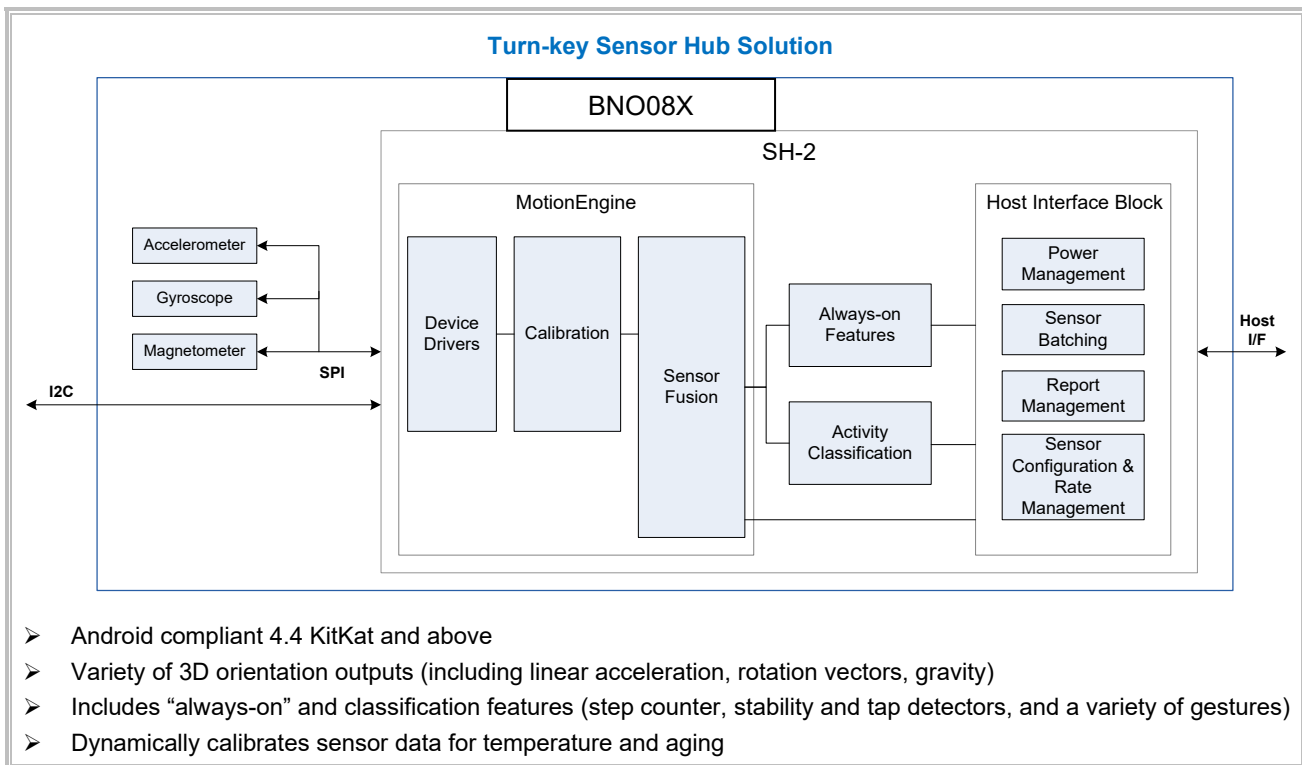 Turn-key Sensor Hub Solution
BNO08X
SH-2
MotionEngine
Host Interface Block
Accelerometer
Gyroscope
Magnetometer
SPI
I2C
Device
Drivers
Calibration
Sensor
Fusion
Always-on
Features
Activity
Classification
Power
Management
Sensor
Batching
Report
Management
Sensor
Configuration &
Rate
Management
Host
I/F
➢ Android compliant 4.4 KitKat and above
➢ Variety of 3D orientation outputs (including linear acceleration, rotation vectors, gravity)
➢ Includes “always-on” and classification features (step counter, stability and tap detectors, and a variety of gestures)
➢ Dynamically calibrates sensor data for temperature and aging